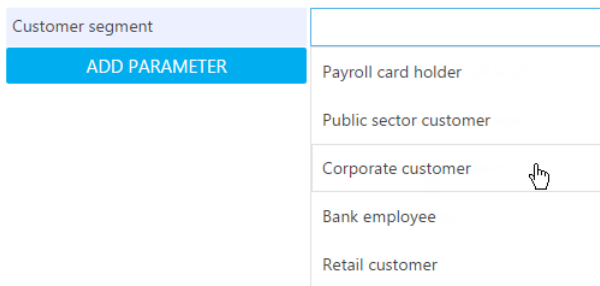 Customer segment
ADD PARAMETER
Payroll card holder
Public sector customer
Corporate customer
Bank employee
Retail customer